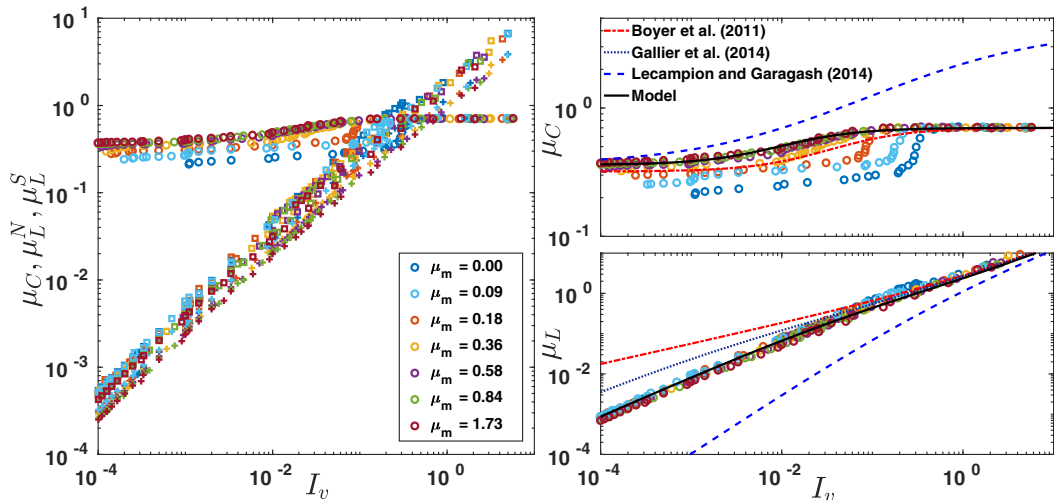 10^1
10^0
10^-1
10^-2
10^-3
10^-4
μ_C, μ_L^N, μ_L^S
10^-4
10^-2
10^0
10^2
I_v
μ_m = 0.00
μ_m = 0.09
μ_m = 0.18
μ_m = 0.36
μ_m = 0.58
μ_m = 0.84
μ_m = 1.73
Boyer et al. (2011)
Gallier et al. (2014)
Lecampion and Garagash (2014)
Model
10^0
10^-1
μ_C
10^0
10^-2
10^-4
μ_L
10^-4
10^-2
10^0
I_v